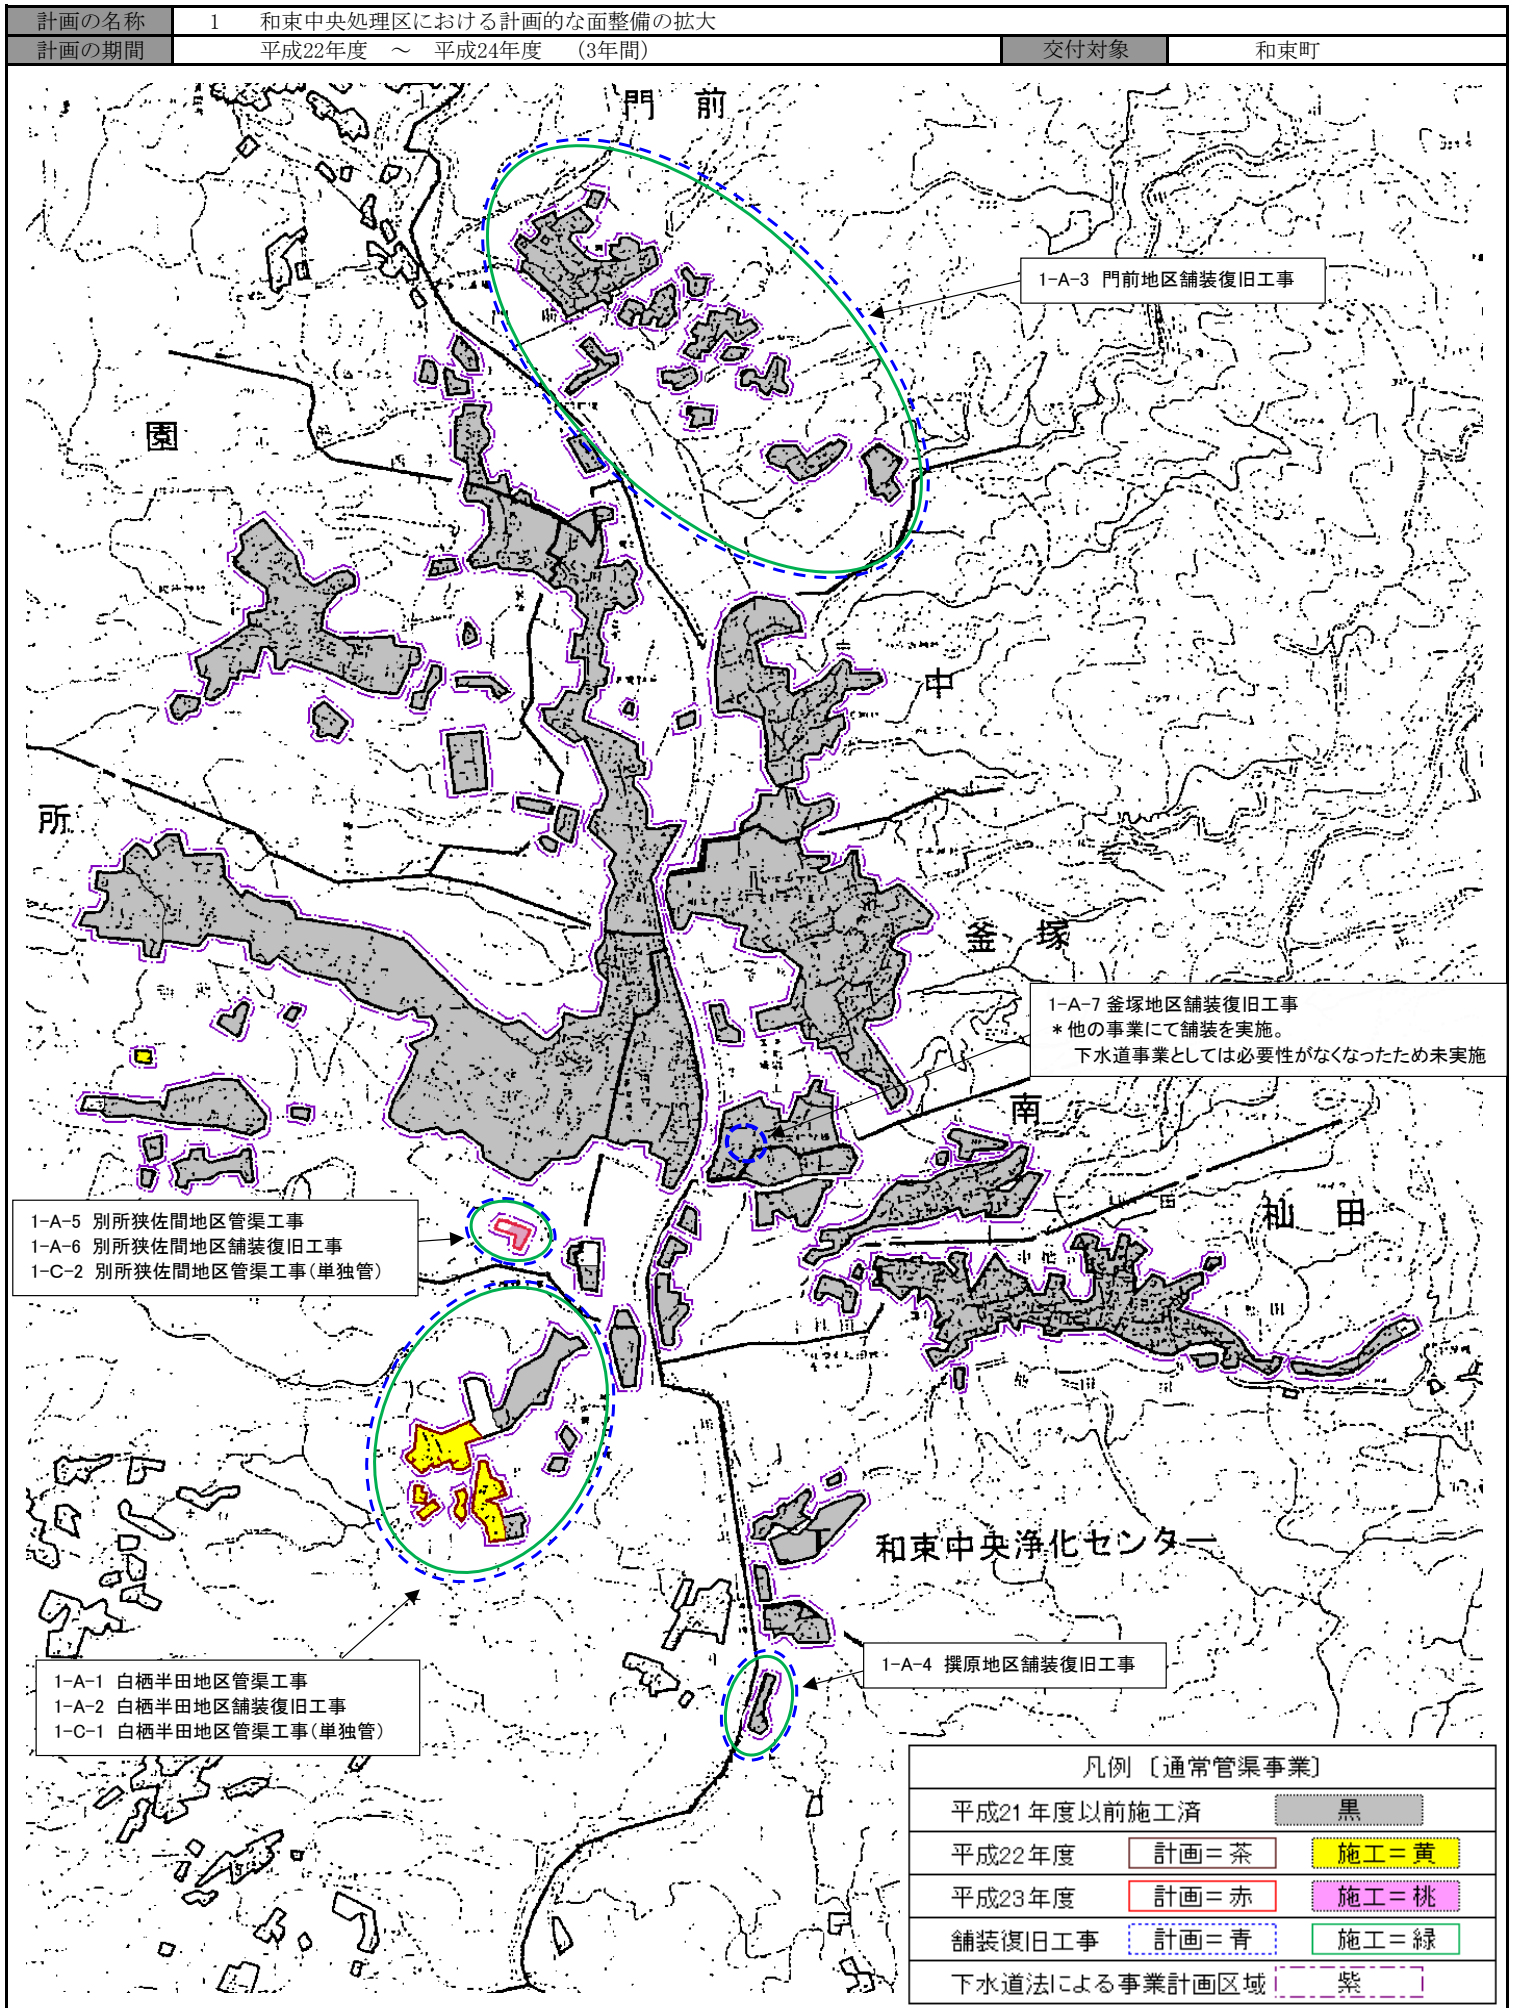 計画の名称 1 和束中央処理区における計画的な面整備の拡大
計画の期間 平成22年度 ～ 平成24年度 （3年間） 交付対象 和束町
門 前
1-A-3 門前地区舗装復旧工事
園
中
所
釜 塚
1-A-7 釜塚地区舗装復旧工事
＊他の事業にて舗装を実施。
下水道事業としては必要性がなくなったため未実施
南
杣 田
1-A-5 別所狭佐間地区管渠工事
1-A-6 別所狭佐間地区舗装復旧工事
1-C-2 別所狭佐間地区管渠工事（単独管）
和束中央浄化センター
1-A-4 撰原地区舗装復旧工事
1-A-1 白栖半田地区管渠工事
1-A-2 白栖半田地区舗装復旧工事
1-C-1 白栖半田地区管渠工事（単独管）
凡例〔通常管渠事業〕
平成21年度以前施工済 黒
平成22年度 計画＝茶 施工＝黄
平成23年度 計画＝赤 施工＝桃
舗装復旧工事 計画＝青 施工＝緑
下水道法による事業計画区域 紫